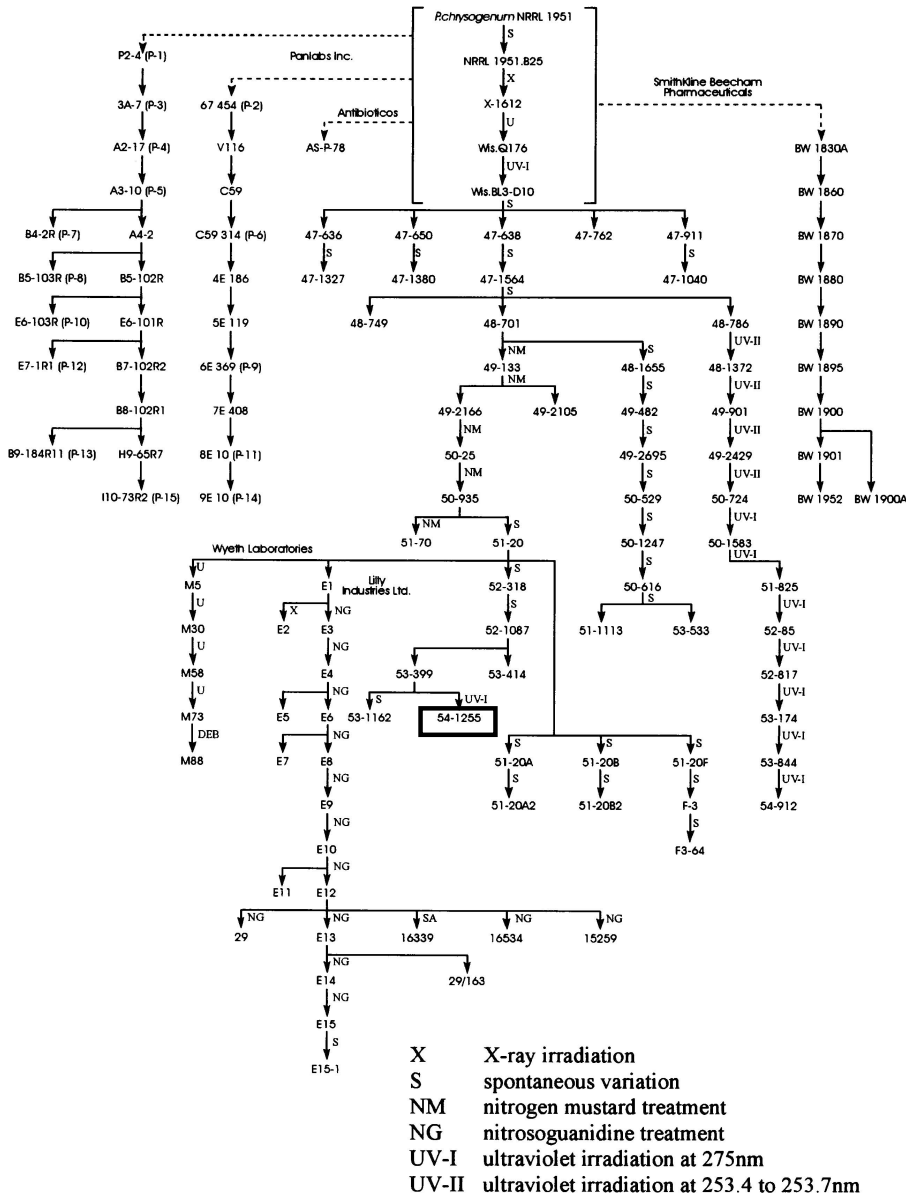 P.chrysogenum NRRL 1951
S
P2-4 (P-1) Panlabs Inc. NRRL 1951.B25 SmithKline Beecham
Pharmaceuticals
X
3A-7 (P-3) 67 454 (P-2) X-1612
Antibioticos U
A2-17 (P-4) V116 AS-P-78 Wis.Q176 BW 1830A
UV-I
A3-10 (P-5) C59 Wis.BL3-D10 BW 1860
S
B4-2R (P-7) A4-2 C59 314 (P-6) 47-636 47-650 47-638 47-762 47-911 BW 1870
S S S S
B5-103R (P-8) B5-102R 4E 186 47-1327 47-1380 47-1564 47-1040 BW 1880
S
E6-103R (P-10) E6-101R 5E 119 48-749 48-701 48-786 BW 1890
NM S UV-II
E7-1R1 (P-12) B7-102R2 6E 369 (P-9) 49-133 48-1655 48-1372 BW 1895
NM S UV-II
B8-102R1 7E 408 49-2166 49-2105 49-482 49-901 BW 1900
NM S UV-II
B9-184R11 (P-13) H9-65R7 8E 10 (P-11) 50-25 49-2695 49-2429 BW 1901
NM S UV-II
I10-73R2 (P-15) 9E 10 (P-14) 50-935 50-529 50-724 BW 1952 BW 1900A
NM S S UV-I
51-70 51-20 50-1247 50-1583
Wyeth Laboratories S UV-I
U S
M5 E1 Lilly
Industries Ltd. 52-318 50-616 51-825
U X NG S S UV-I
M30 E2 E3 52-1087 51-1113 53-533 52-85
U NG UV-I
M58 E4 53-399 53-414 52-817
U NG S UV-I UV-I
M73 E5 E6 53-1162 54-1255 53-174
DEB NG S S S UV-I
M88 E7 E8 51-20A 51-20B 51-20F 53-844
NG S S S UV-I
E9 51-20A2 51-20B2 F-3 54-912
NG S
E10 F3-64
NG
E11 E12
NG NG SA NG NG
29 E13 16339 16534 15259
NG
E14 29/163
NG
E15
S
E15-1
X X-ray irradiation
S spontaneous variation
NM nitrogen mustard treatment
NG nitrosoguanidine treatment
UV-I ultraviolet irradiation at 275nm
UV-II ultraviolet irradiation at 253.4 to 253.7nm